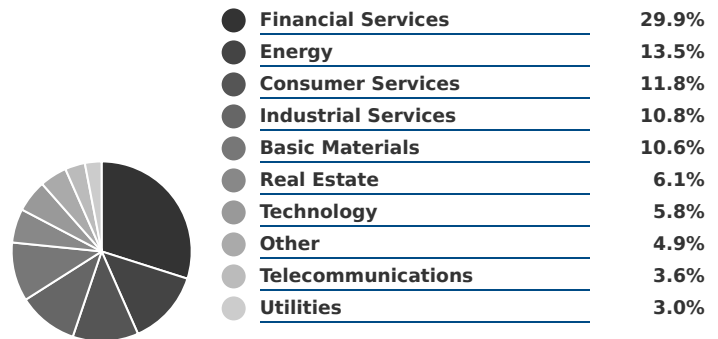 Financial Services 29.9%
Energy 13.5%
Consumer Services 11.8%
Industrial Services 10.8%
Basic Materials 10.6%
Real Estate 6.1%
Technology 5.8%
Other 4.9%
Telecommunications 3.6%
Utilities 3.0%